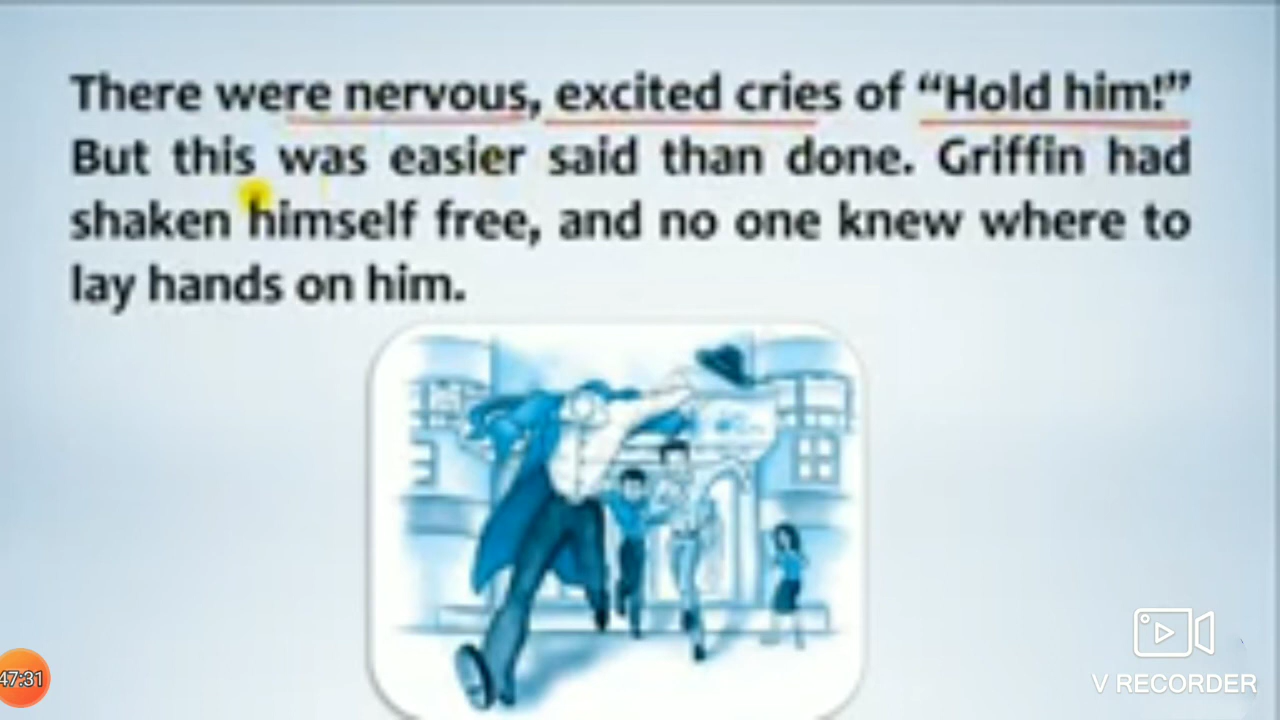 There were nervous, excited cries of “Hold him!”
But this was easier said than done. Griffin had
shaken himself free, and no one knew where to
lay hands on him.
47:31
V RECORDER